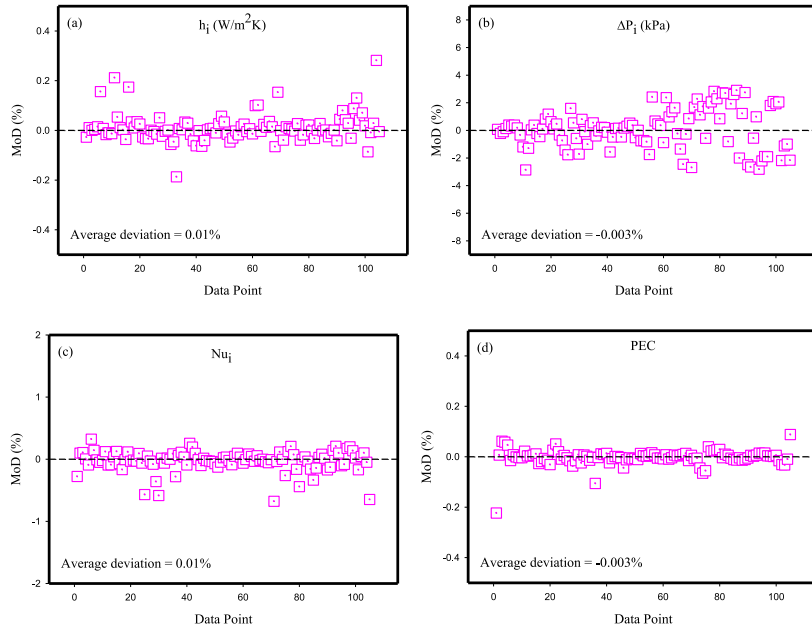 (a)
h_i (W/m²K)
0.4
0.2
0.0
-0.2
-0.4
MoD (%)
Average deviation = 0.01%
0 20 40 60 80 100
Data Point
(b)
ΔP_i (kPa)
8
6
4
2
0
-2
-4
-6
-8
MoD (%)
Average deviation = -0.003%
0 20 40 60 80 100
Data Point
(c)
Nu_i
2
1
0
-1
-2
MoD (%)
Average deviation = 0.01%
0 20 40 60 80 100
Data Point
(d)
PEC
0.4
0.2
0.0
-0.2
-0.4
MoD (%)
Average deviation = -0.003%
0 20 40 60 80 100
Data Point